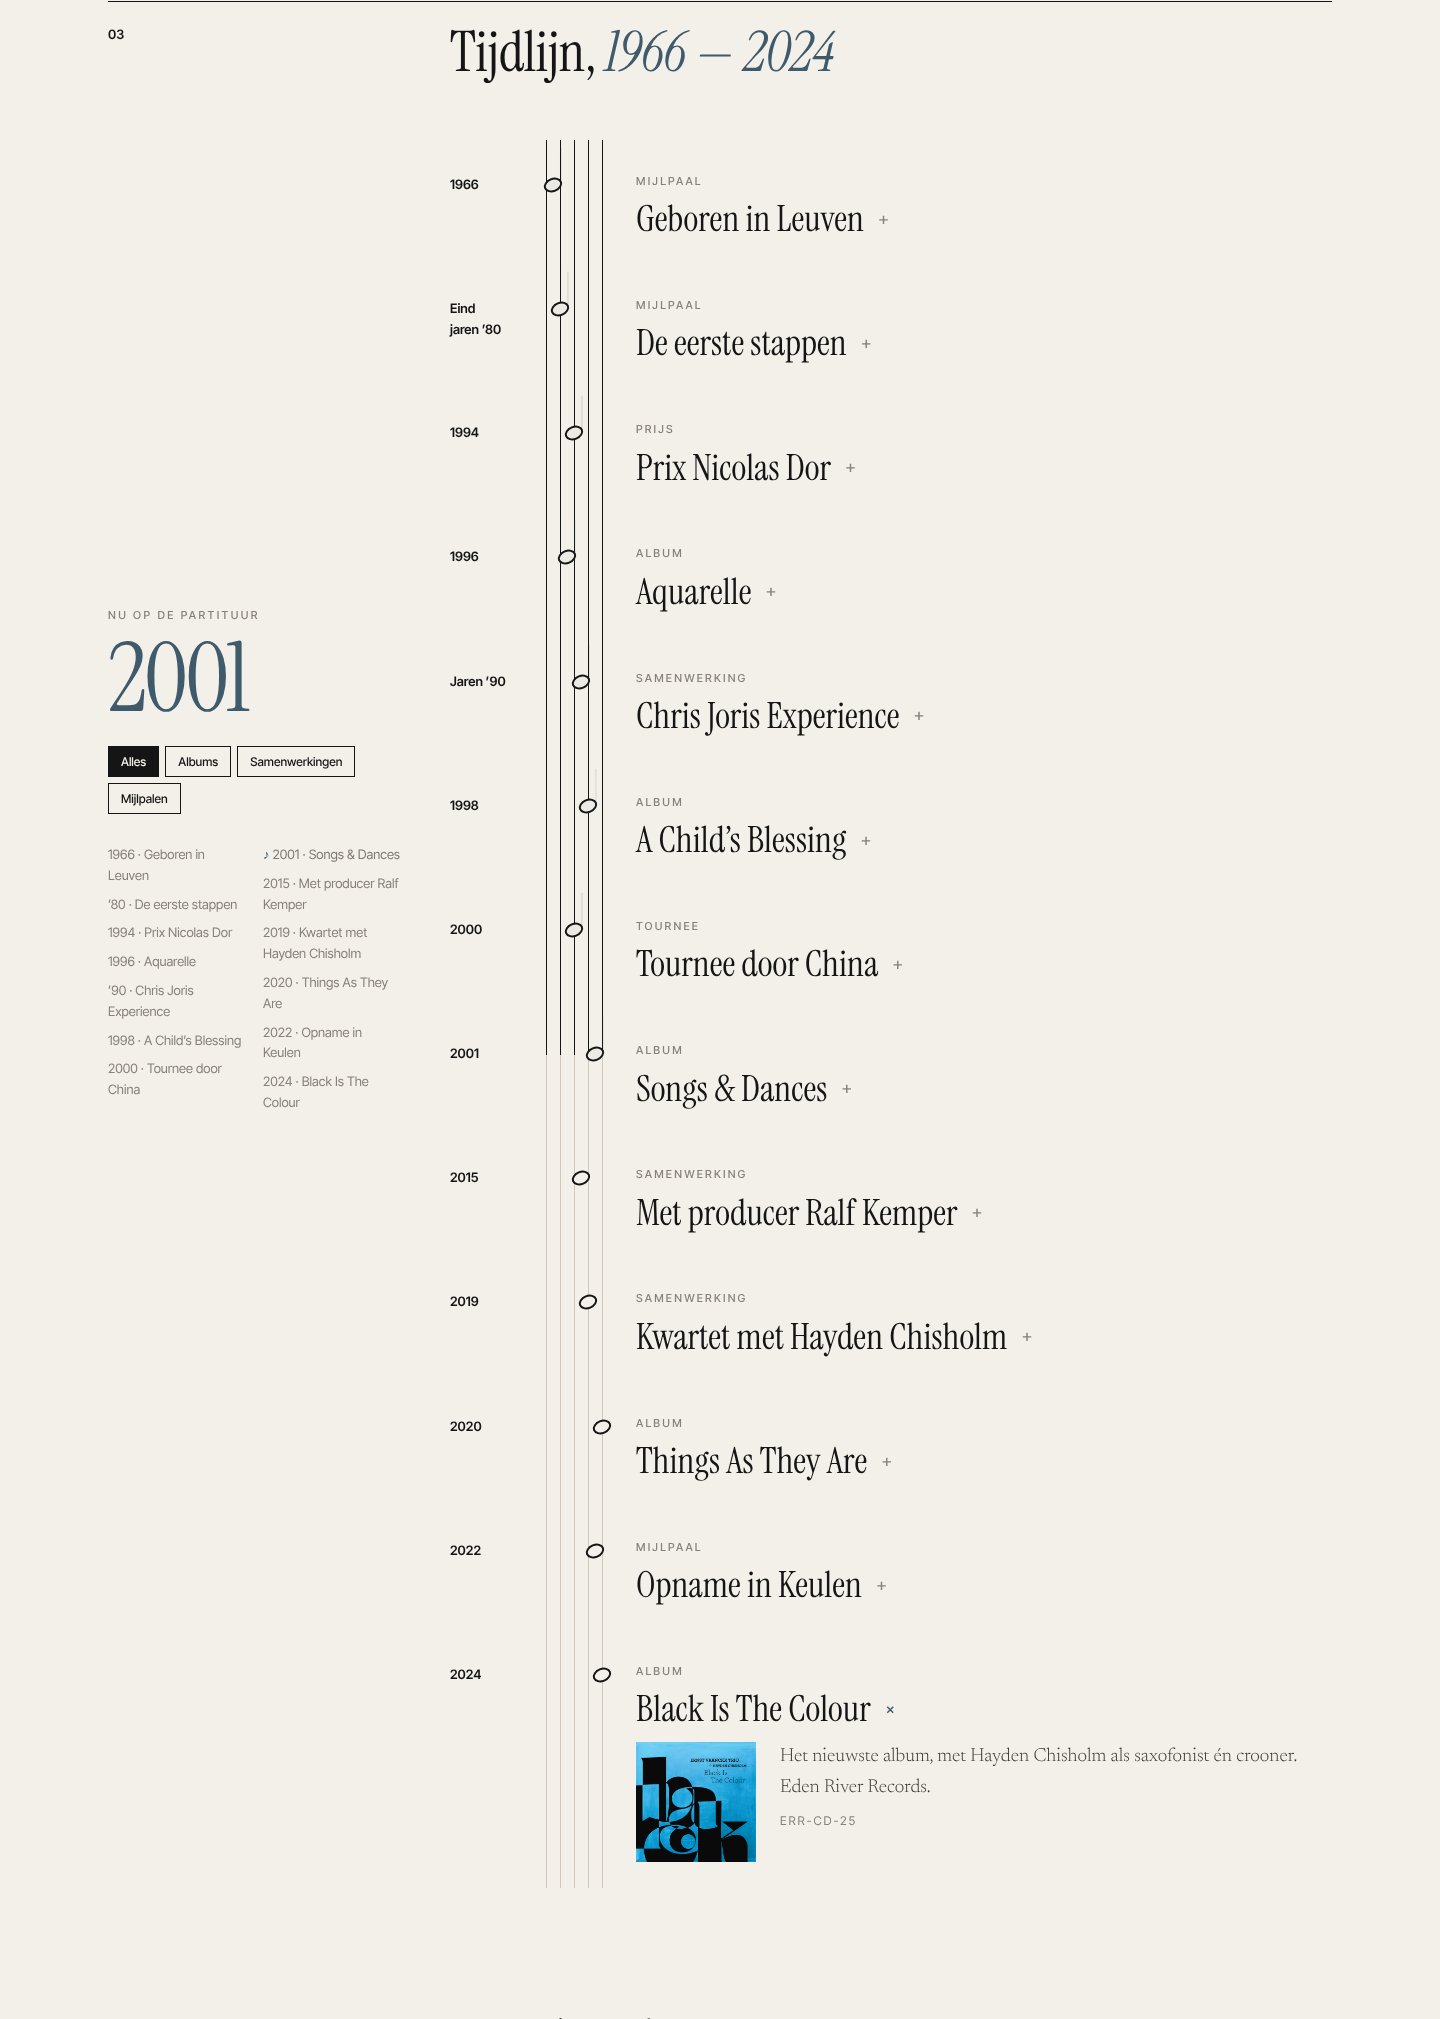 03
Tijdlijn, 1966 – 2024
NU OP DE PARTITUUR
2001
Alles
Albums
Samenwerkingen
Mijlpalen
1966 · Geboren in
Leuven
’80 · De eerste stappen
1994 · Prix Nicolas Dor
1996 · Aquarelle
’90 · Chris Joris
Experience
1998 · A Child’s Blessing
2000 · Tournee door
China
♪ 2001 · Songs & Dances
2015 · Met producer Ralf
Kemper
2019 · Kwartet met
Hayden Chisholm
2020 · Things As They
Are
2022 · Opname in
Keulen
2024 · Black Is The
Colour
1966
MIJLPAAL
Geboren in Leuven +
Eind
jaren ’80
MIJLPAAL
De eerste stappen +
1994
PRIJS
Prix Nicolas Dor +
1996
ALBUM
Aquarelle +
Jaren ’90
SAMENWERKING
Chris Joris Experience +
1998
ALBUM
A Child’s Blessing +
2000
TOURNEE
Tournee door China +
2001
ALBUM
Songs & Dances +
2015
SAMENWERKING
Met producer Ralf Kemper +
2019
SAMENWERKING
Kwartet met Hayden Chisholm +
2020
ALBUM
Things As They Are +
2022
MIJLPAAL
Opname in Keulen +
2024
ALBUM
Black Is The Colour ×
Black Is
The Colour
Het nieuwste album, met Hayden Chisholm als saxofonist én crooner.
Eden River Records.
ERR-CD-25